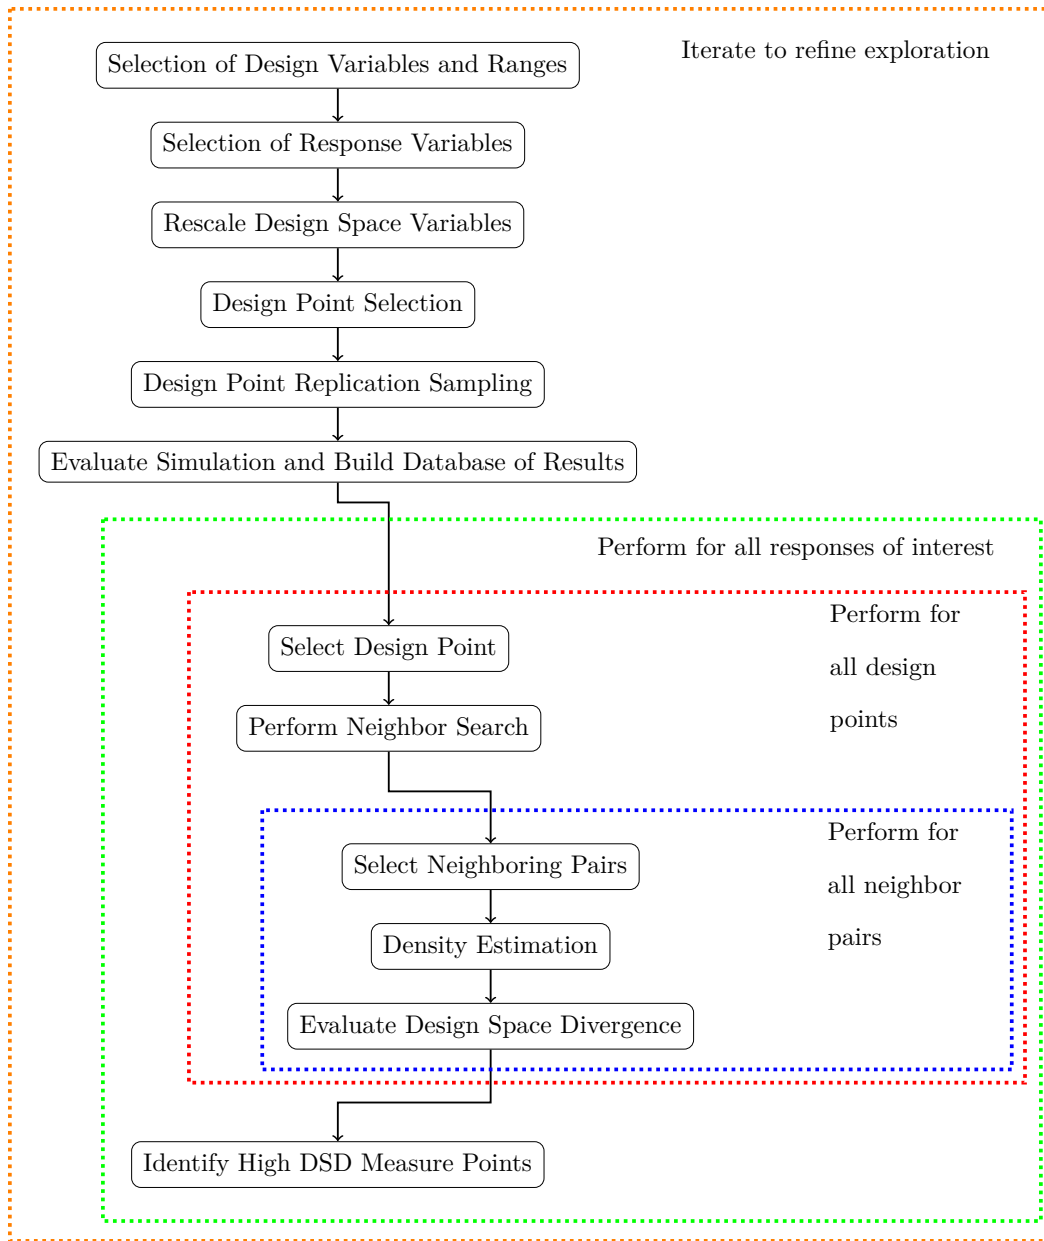 Iterate to refine exploration
Selection of Design Variables and Ranges
Selection of Response Variables
Rescale Design Space Variables
Design Point Selection
Design Point Replication Sampling
Evaluate Simulation and Build Database of Results
Perform for all responses of interest
Perform for
all design
points
Select Design Point
Perform Neighbor Search
Perform for
all neighbor
pairs
Select Neighboring Pairs
Density Estimation
Evaluate Design Space Divergence
Identify High DSD Measure Points